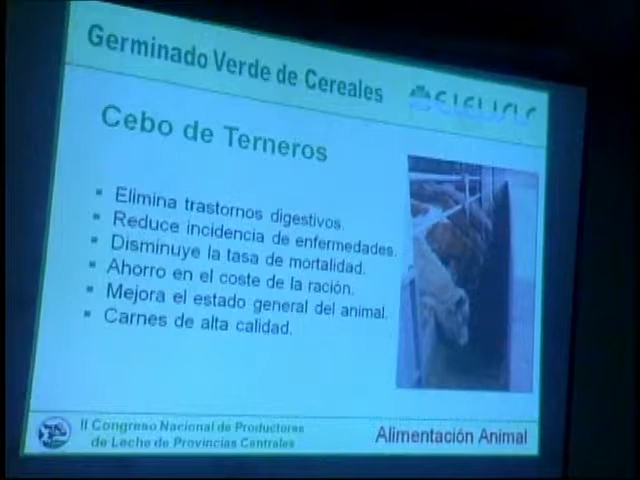 Germinado Verde de Cereales
Cebo de Terneros
Elimina trastornos digestivos.
Reduce incidencia de enfermedades.
Disminuye la tasa de mortalidad.
Ahorro en el coste de la ración.
Mejora el estado general del animal.
Carnes de alta calidad.
II Congreso Nacional de Productores
de Leche de Provincias Centrales
Alimentación Animal